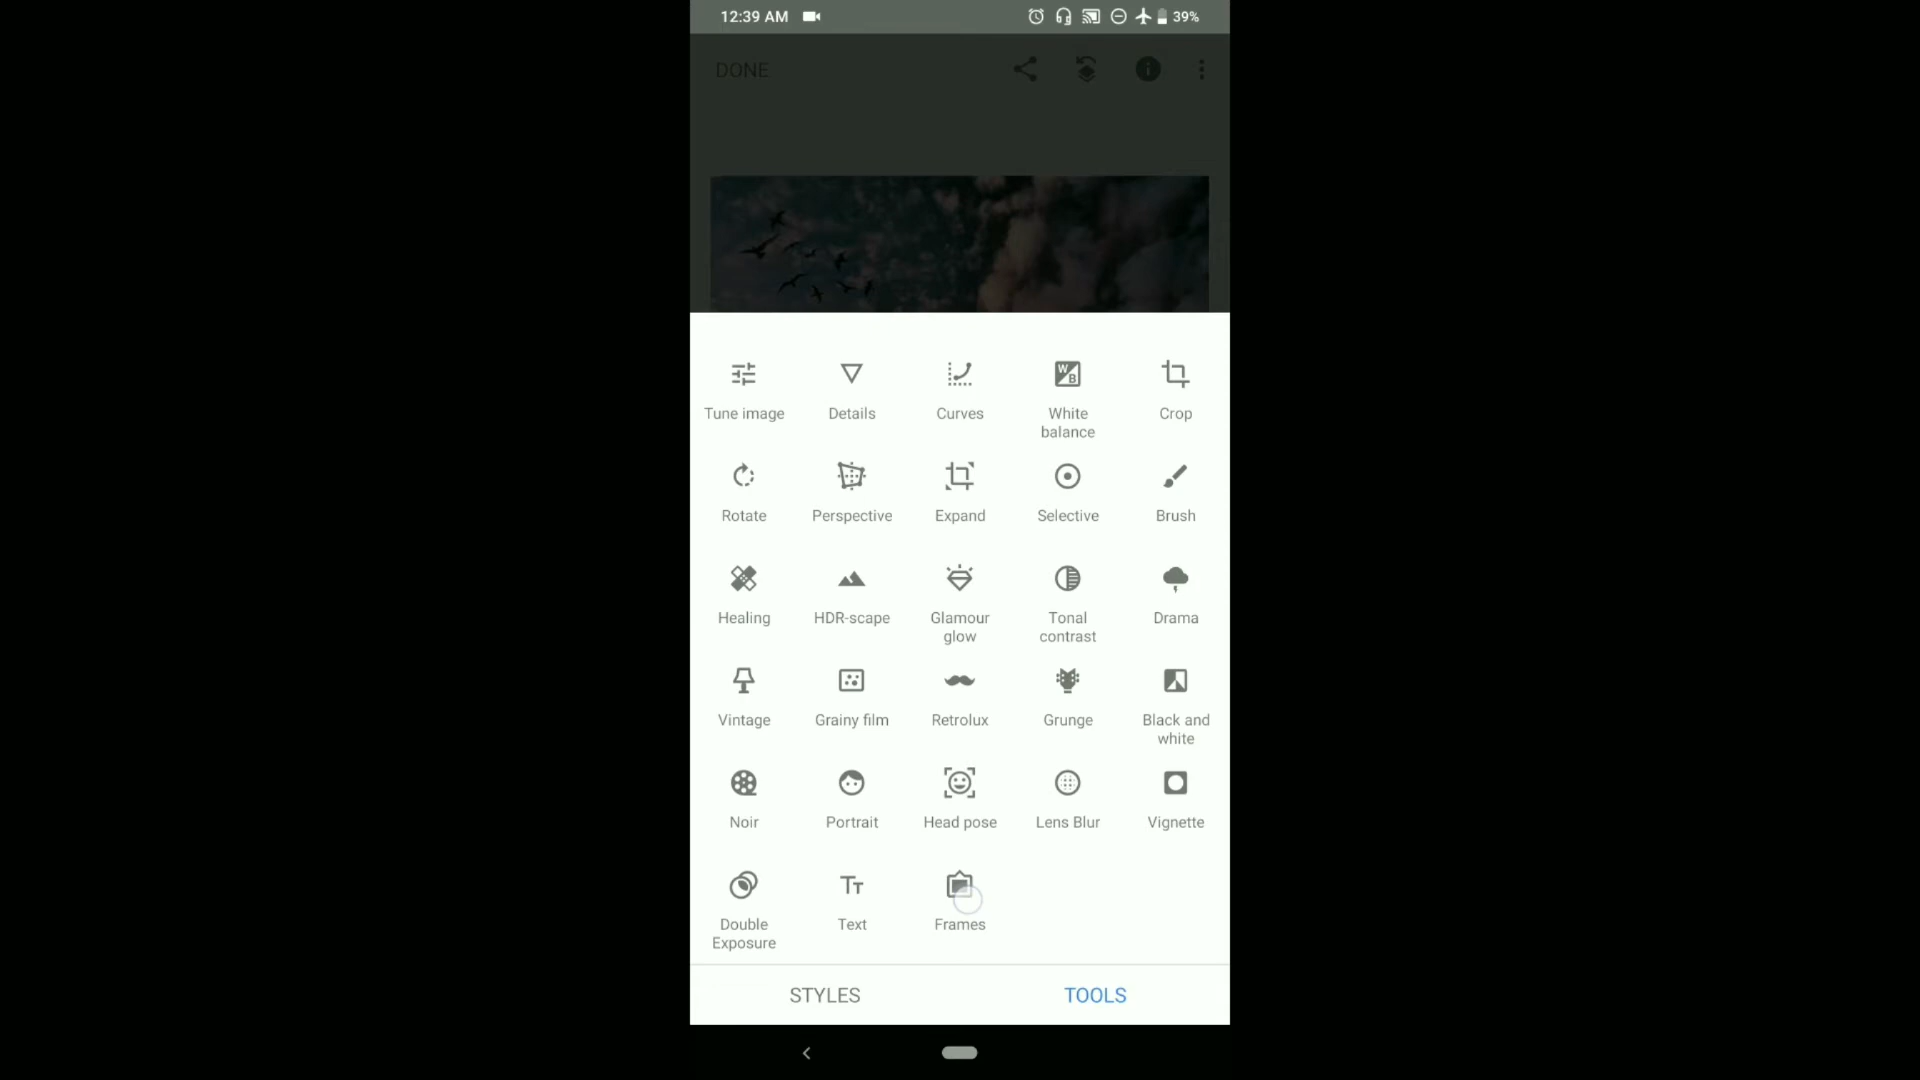 12:39 AM 39%
DONE
Tune image Details Curves White balance Crop
Rotate Perspective Expand Selective Brush
Healing HDR-scape Glamour glow Tonal contrast Drama
Vintage Grainy film Retrolux Grunge Black and white
Noir Portrait Head pose Lens Blur Vignette
Double Exposure Text Frames
STYLES TOOLS